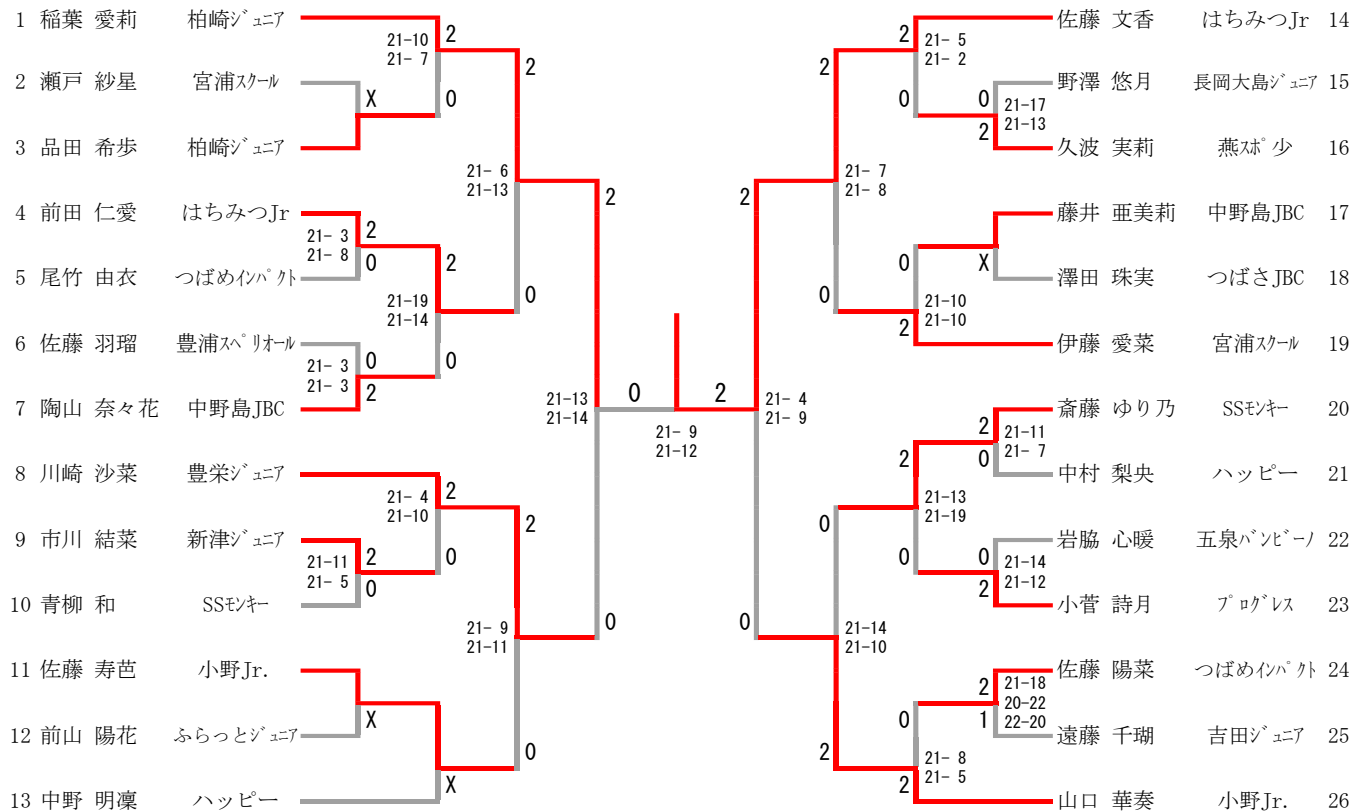 1 稲葉 愛莉 柏崎ジュニア
21-10 2
21- 7
2
2 瀬戸 紗星 宮浦スクール
X 0
3 品田 希歩 柏崎ジュニア
21- 6
21-13
2
4 前田 仁愛 はちみつJr
21- 3 2
21- 8 0
2
5 尾竹 由衣 つばめインパクト
21-19
21-14
0
6 佐藤 羽瑠 豊浦スペリオール
0 0
21- 3
21- 3 2
7 陶山 奈々花 中野島JBC
21-13
21-14
0
21- 9
21-12
2
8 川崎 沙菜 豊栄ジュニア
21- 4 2
21-10
2
9 市川 結菜 新津ジュニア
21-11 2 0
21- 5 0
10 青柳 和 SSモンキー
21- 9
21-11
0
11 佐藤 寿芭 小野Jr.
X
12 前山 陽花 ふらっとジュニア
0
X
13 中野 明凜 ハッピー
佐藤 文香 はちみつJr 14
2 21- 5
21- 2
2
野澤 悠月 長岡大島ジュニア 15
0 0 21-17
2 21-13
久波 実莉 燕スポ少 16
21- 7
21- 8
2
藤井 亜美莉 中野島JBC 17
0 X
澤田 珠実 つばさJBC 18
0
21-10
21-10
2
伊藤 愛菜 宮浦スクール 19
21- 4
21- 9
斎藤 ゆり乃 SSモンキー 20
2 21-11
21- 7
2 0
中村 梨央 ハッピー 21
21-13
21-19
0
岩脇 心暖 五泉バンビーノ 22
0 0 21-14
21-12
2
小菅 詩月 プログレス 23
0
21-14
21-10
佐藤 陽菜 つばめインパクト 24
2 21-18
20-22
0 1 22-20
遠藤 千瑚 吉田ジュニア 25
2
21- 8
2 21- 5
山口 華奏 小野Jr. 26